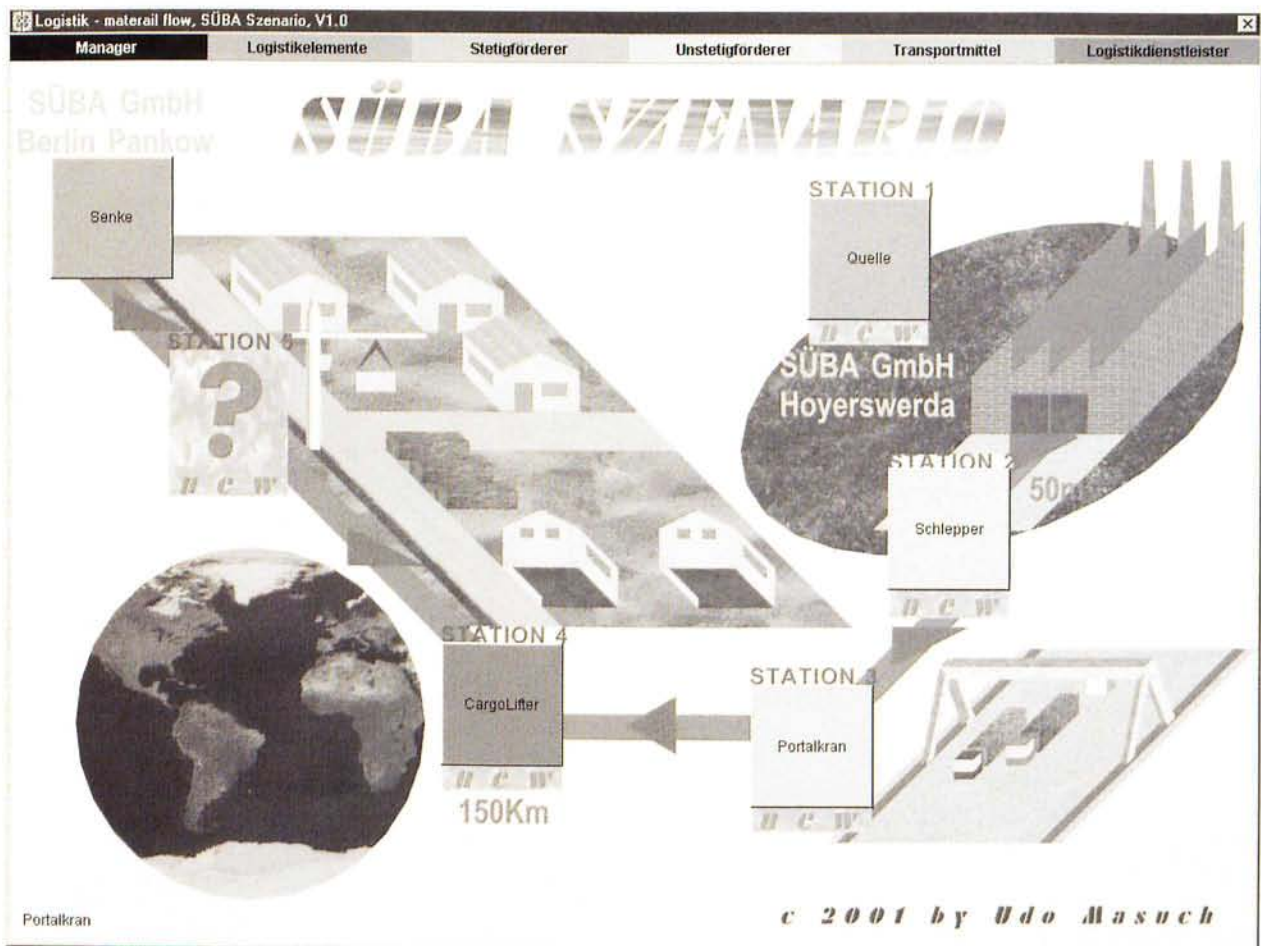 Logistik - materail flow, SÜBA Szenario, V1.0
Manager Logistikelemente Stetigförderer Unstetigförderer Transportmittel Logistikdienstleister
SÜBA GmbH
Berlin Pankow
SÜBA SZENARIO
Senke
STATION 1
Quelle
u c w
SÜBA GmbH
Hoyerswerda
STATION 5
?
u c w
STATION 2
50m
Schlepper
u c w
STATION 4
CargoLifter
u c w
150Km
STATION 3
Portalkran
u c w
Portalkran
c 2001 by Udo Masuch